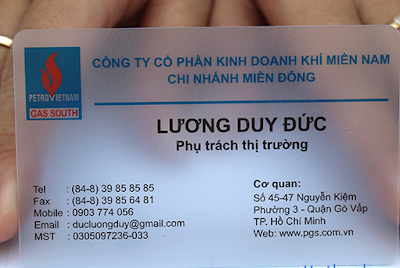 CÔNG TY CỔ PHẦN KINH DOANH KHÍ MIỀN NAM
CHI NHÁNH MIỀN ĐÔNG
PETROVIETNAM
GAS SOUTH
LƯƠNG DUY ĐỨC
Phụ trách thị trường
Tel : (84-8) 39 85 85 85
Fax : (84-8) 39 85 64 81
Mobile : 0903 774 056
Email : ducluongduy@gmail.com
MST : 0305097236-033
Cơ quan:
Số 45-47 Nguyễn Kiệm
Phường 3 - Quận Gò Vấp
TP. Hồ Chí Minh
Web: www.pgs.com.vn